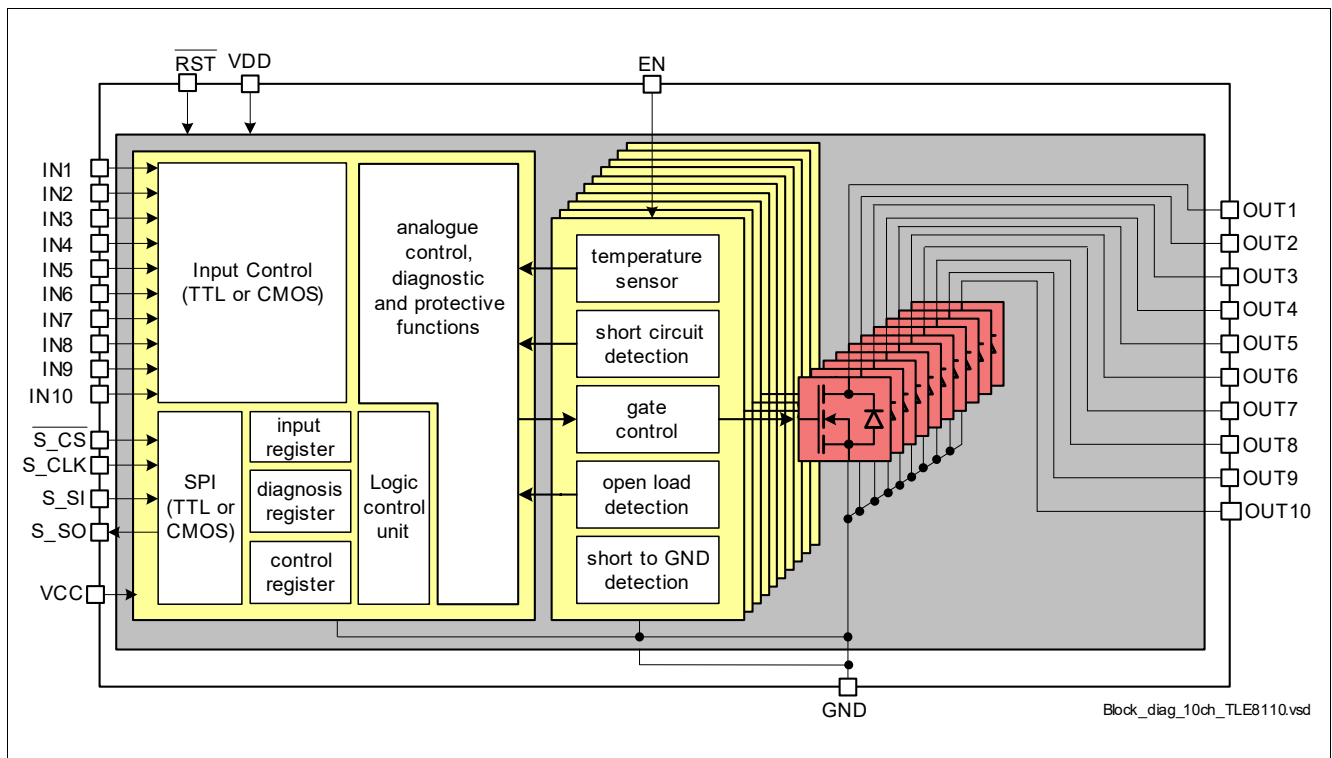 RST VDD EN
IN1
IN2
IN3
IN4
IN5
IN6
IN7
IN8
IN9
IN10
S_CS
S_CLK
S_SI
S_SO
VCC
Input Control
(TTL or CMOS)
analogue
control,
diagnostic
and protective
functions
SPI
(TTL or
CMOS)
input
register
diagnosis
register
control
register
Logic
control
unit
temperature
sensor
short circuit
detection
gate
control
open load
detection
short to GND
detection
OUT1
OUT2
OUT3
OUT4
OUT5
OUT6
OUT7
OUT8
OUT9
OUT10
GND
Block_diag_10ch_TLE8110.vsd